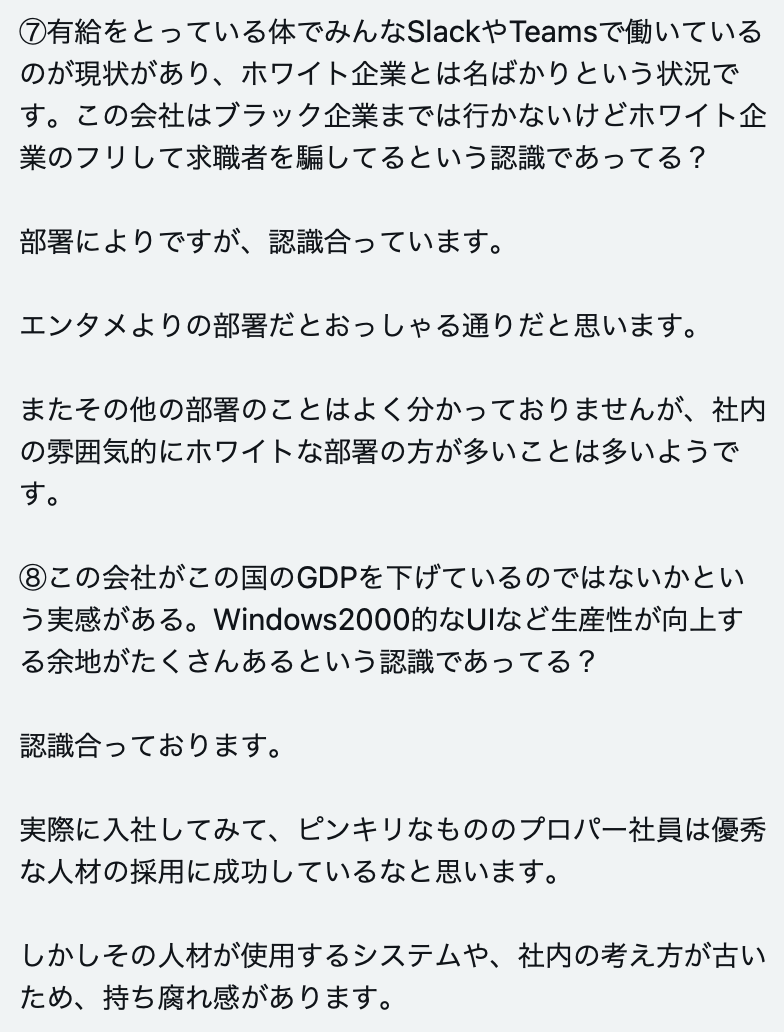 ⑦有給をとっている体でみんなSlackやTeamsで働いている
のが現状があり、ホワイト企業とは名ばかりという状況で
す。この会社はブラック企業までは行かないけどホワイト企
業のフリして求職者を騙してるという認識であってる？
部署によりですが、認識合っています。
エンタメよりの部署だとおっしゃる通りだと思います。
またその他の部署のことはよく分かっておりませんが、社内
の雰囲気的にホワイトな部署の方が多いことは多いようで
す。
⑧この会社がこの国のGDPを下げているのではないかとい
う実感がある。Windows2000的なUIなど生産性が向上す
る余地がたくさんあるという認識であってる？
認識合っております。
実際に入社してみて、ピンキリなもののプロパー社員は優秀
な人材の採用に成功しているなと思います。
しかしその人材が使用するシステムや、社内の考え方が古い
ため、持ち腐れ感があります。